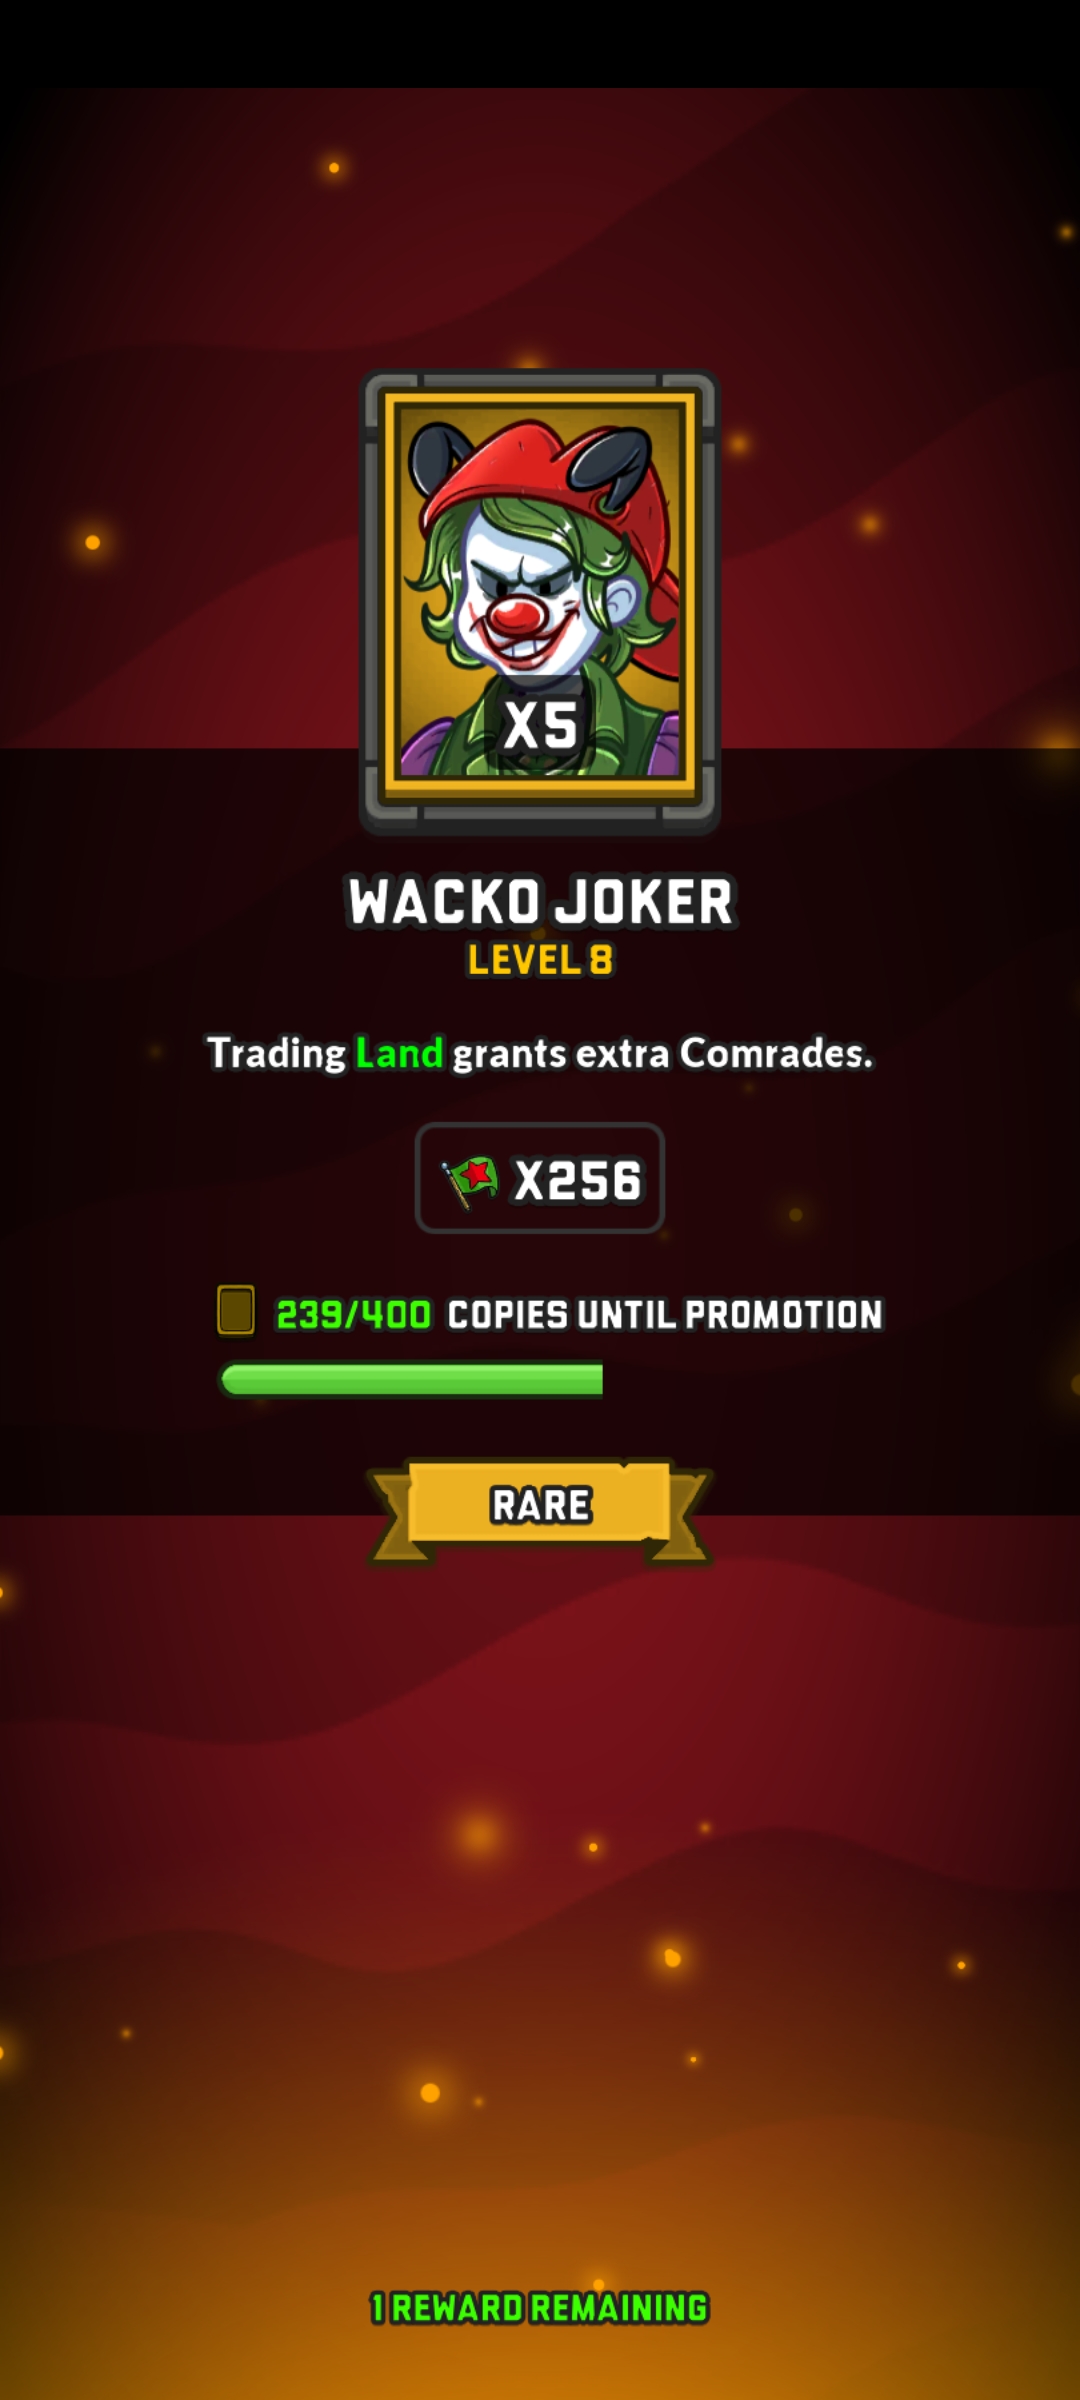 X5
WACKO JOKER
LEVEL 8
Trading Land grants extra Comrades.
X256
239/400 COPIES UNTIL PROMOTION
RARE
1 REWARD REMAINING